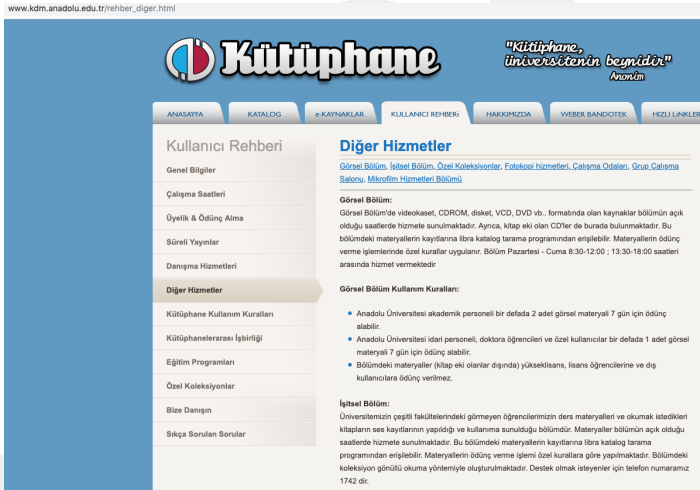 www.kdm.anadolu.edu.tr/rehber_diger.html
Kütüphane
"Kütüphane,
üniversitenin beynidir"
Anonim
ANASAYFA
KATALOG
e-KAYNAKLAR
KULLANICI REHBERİ
HAKKIMIZDA
WEBER BANDOTEK
HIZLI LiNKLER
Kullanıcı Rehberi
Genel Bilgiler
Çalışma Saatleri
Üyelik & Ödünç Alma
Süreli Yayınlar
Danışma Hizmetleri
Diğer Hizmetler
Kütüphane Kullanım Kuralları
Kütüphanelerarası İşbirliği
Eğitim Programları
Özel Koleksiyonlar
Bize Danışın
Sıkça Sorulan Sorular
Diğer Hizmetler
Görsel Bölüm, İşitsel Bölüm, Özel Koleksiyonlar, Fotokopi hizmetleri, Çalışma Odaları, Grup Çalışma
Salonu, Mikrofilm Hizmetleri Bölümü
Görsel Bölüm:
Görsel Bölüm'de videokaset, CDROM, disket, VCD, DVD vb.. formatında olan kaynaklar bölümün açık
olduğu saatlerde hizmete sunulmaktadır. Ayrıca, kitap eki olan CD'ler de burada bulunmaktadır. Bu
bölümdeki materyallerin kayıtlarına libra katalog tarama programından erişilebilir. Materyallerin ödünç
verme işlemlerinde özel kurallar uygulanır. Bölüm Pazartesi - Cuma 8:30-12:00 ; 13:30-18:00 saatleri
arasında hizmet vermektedir
Görsel Bölüm Kullanım Kuralları:
• Anadolu Üniversitesi akademik personeli bir defada 2 adet görsel materyali 7 gün için ödünç
alabilir.
• Anadolu Üniversitesi idari personeli, doktora öğrencileri ve özel kullanıcılar bir defada 1 adet görsel
materyali 7 gün için ödünç alabilir.
• Bölümdeki materyaller (kitap eki olanlar dışında) yükseklisans, lisans öğrencilerine ve dış
kullanıcılara ödünç verilmez.
İşitsel Bölüm:
Üniversitemizin çeşitli fakültelerindeki görmeyen öğrencilerimizin ders materyalleri ve okumak istedikleri
kitapların ses kayıtlarının yapıldığı ve kullanıma sunulduğu bölümdür. Materyaller bölümün açık olduğu
saatlerde hizmete sunulmaktadır. Bu bölümdeki materyallerin kayıtlarına libra katalog tarama
programından erişilebilir. Materyallerin ödünç verme işlemi özel kurallara göre yapılmaktadır. Bölümdeki
koleksiyon gönüllü okuma yöntemiyle oluşturulmaktadır. Destek olmak isteyenler için telefon numaramız
1742 dir.